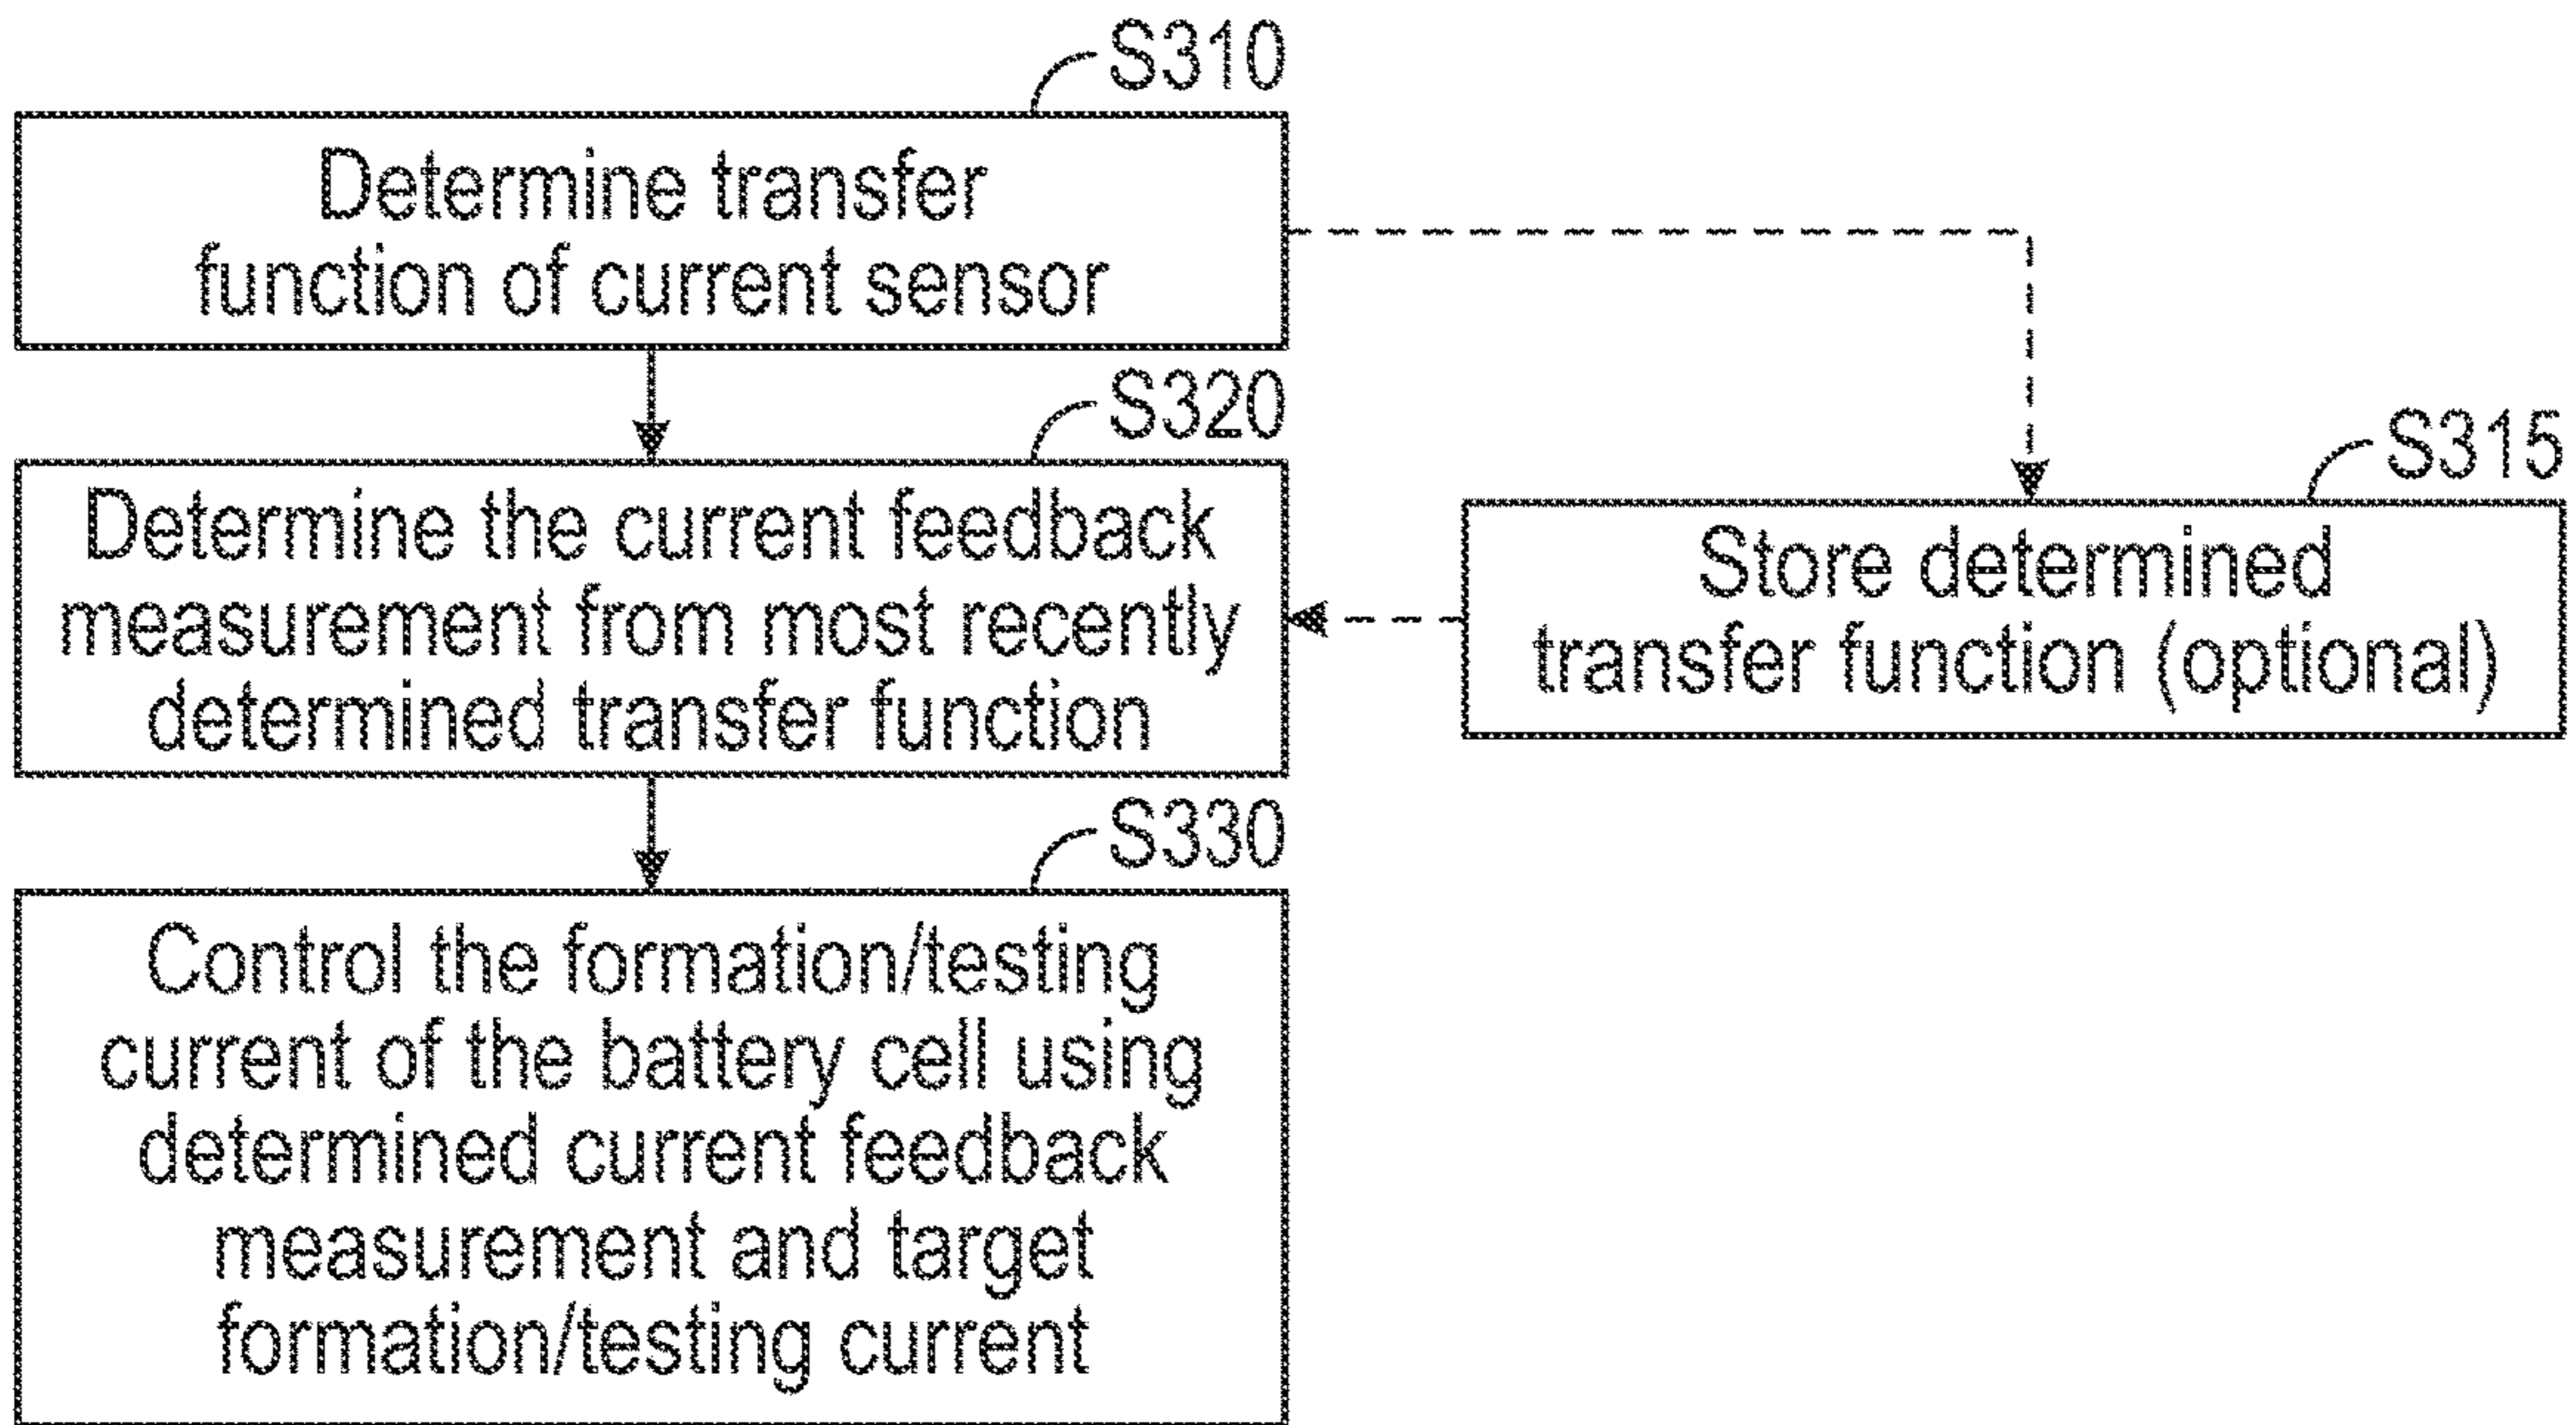 S310
Determine transfer
function of current sensor
S320
Determine the current feedback
measurement from most recently
determined transfer function
S315
Store determined
transfer function (optional)
S330
Control the formation/testing
current of the battery cell using
determined current feedback
measurement and target
formation/testing current